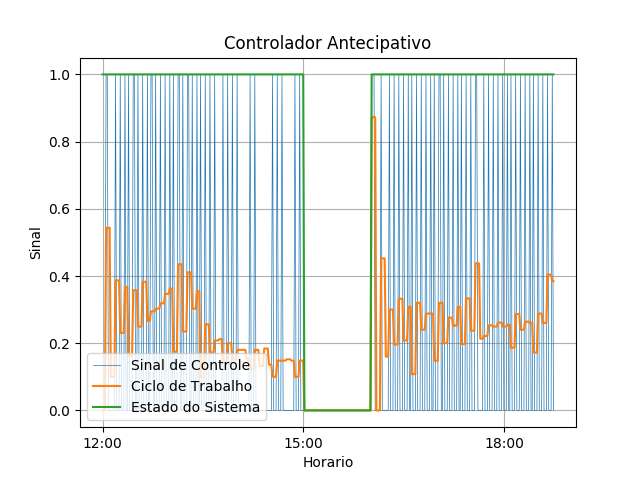 Controlador Antecipativo
1.0
0.8
0.6
0.4
0.2
0.0
Sinal
Sinal de Controle
Ciclo de Trabalho
Estado do Sistema
12:00 15:00 18:00
Horario